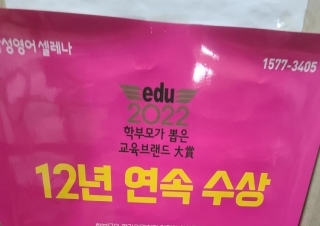 성영어 셀레나
1577-3405
edu
2022
학부모가 뽑은
교육브랜드 大賞
12년 연속 수상